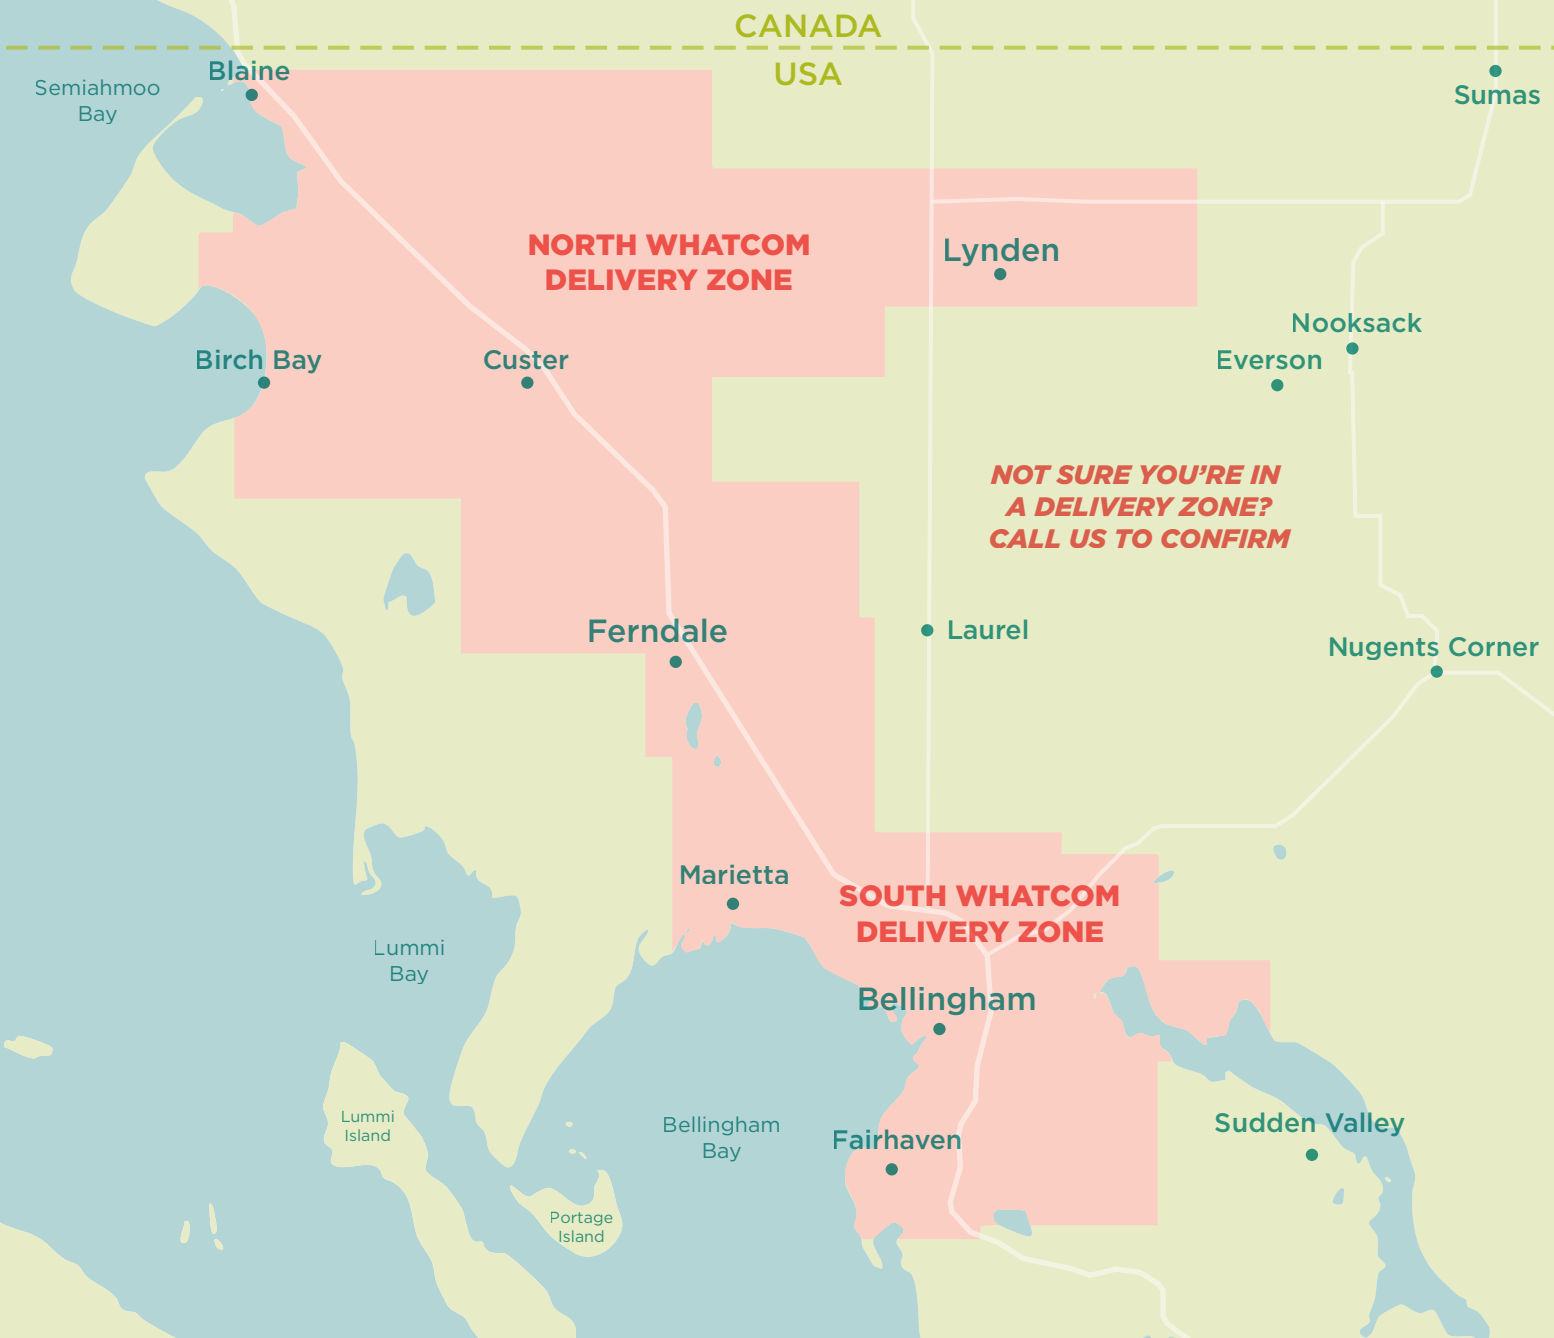 CANADA
USA
Blaine
Semiahmoo
Bay
Sumas
NORTH WHATCOM
DELIVERY ZONE
Lynden
Nooksack
Birch Bay
Custer
Everson
NOT SURE YOU’RE IN
A DELIVERY ZONE?
CALL US TO CONFIRM
Ferndale
Laurel
Nugents Corner
Marietta
SOUTH WHATCOM
DELIVERY ZONE
Lummi
Bay
Bellingham
Lummi
Island
Bellingham
Bay
Fairhaven
Sudden Valley
Portage
Island